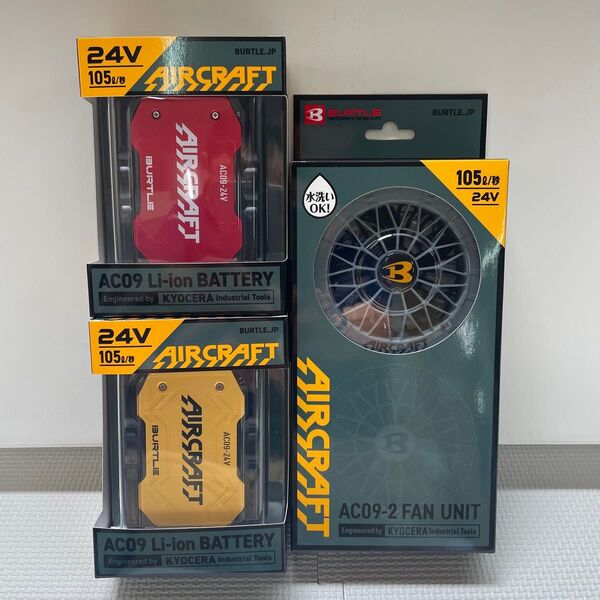 24V
105ℓ/秒
BURTLE.JP
AIRCRAFT
AIRCRAFT
BURTLE
AC09-24V
AC09 Li-ion BATTERY
Engineered by KYOCERA Industrial Tools
24V
105ℓ/秒
BURTLE.JP
AIRCRAFT
AIRCRAFT
BURTLE
AC09-24V
AC09 Li-ion BATTERY
Engineered by KYOCERA Industrial Tools
BURTLE
WORK WEAR
BURTLE.JP
水洗い
OK!
105ℓ/秒
24V
B
AIRCRAFT
AIRCRAFT
B
AC09-2 FAN UNIT
Engineered by KYOCERA Industrial Tools